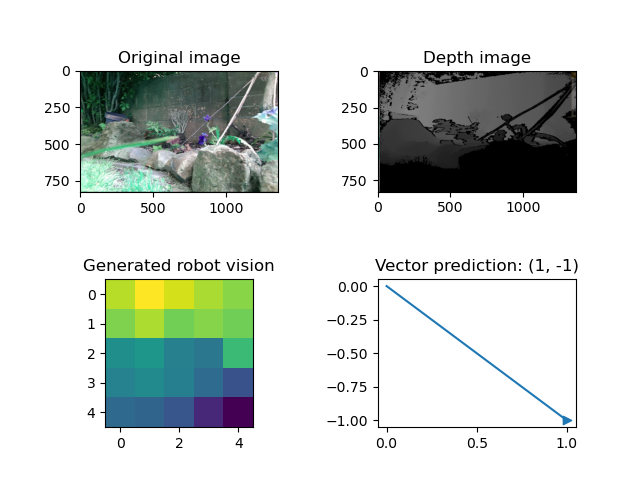 Original image
0
250
500
750
0 500 1000
Depth image
0
250
500
750
0 500 1000
Generated robot vision
0
1
2
3
4
0 2 4
Vector prediction: (1, -1)
0.00
−0.25
−0.50
−0.75
−1.00
0.0 0.5 1.0